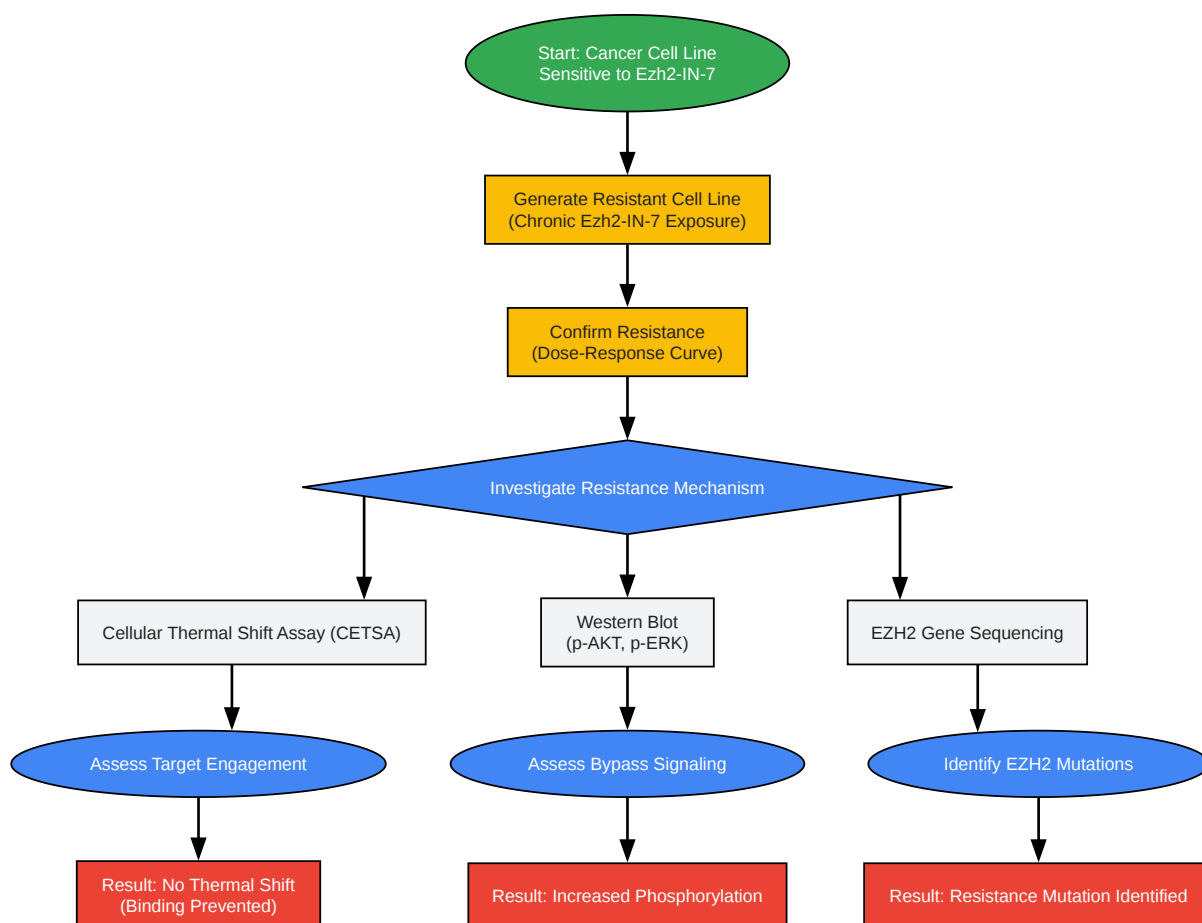 Start: Cancer Cell Line
Sensitive to Ezh2-IN-7
Generate Resistant Cell Line
(Chronic Ezh2-IN-7 Exposure)
Confirm Resistance
(Dose-Response Curve)
Investigate Resistance Mechanism
Cellular Thermal Shift Assay (CETSA)
Western Blot
(p-AKT, p-ERK)
EZH2 Gene Sequencing
Assess Target Engagement
Assess Bypass Signaling
Identify EZH2 Mutations
Result: No Thermal Shift
(Binding Prevented)
Result: Increased Phosphorylation
Result: Resistance Mutation Identified